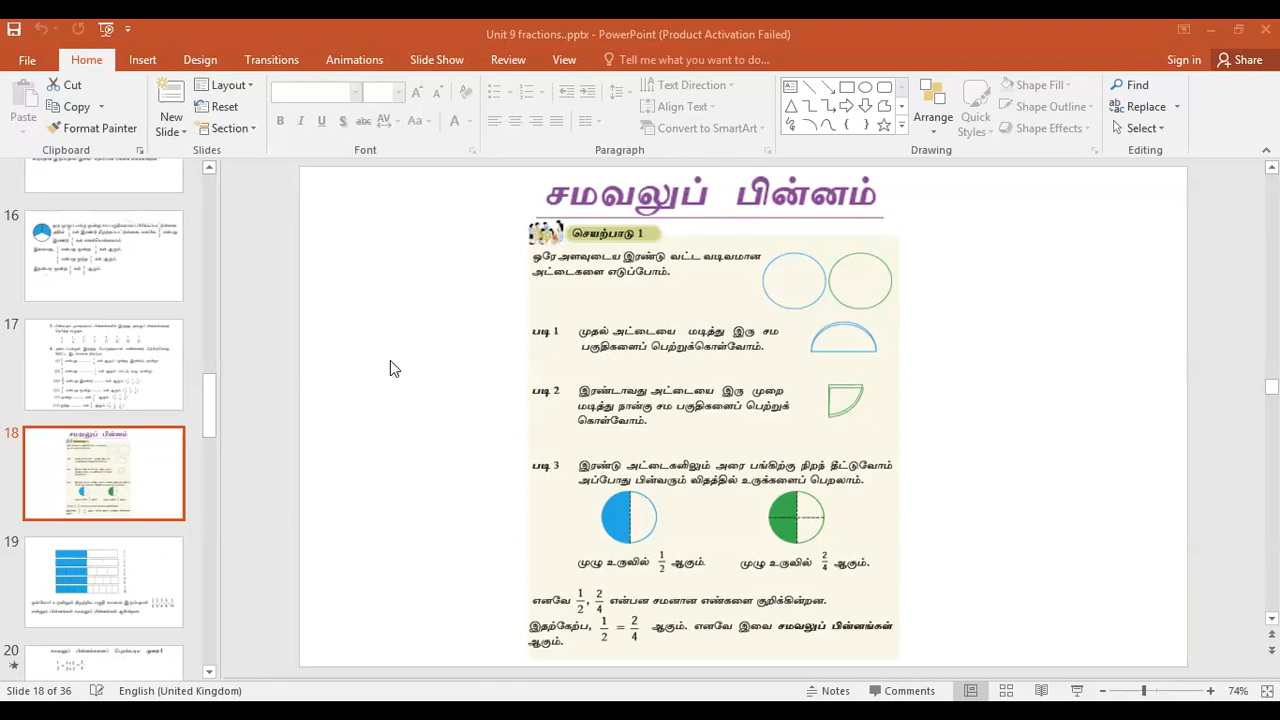 Unit 9 fractions..pptx - PowerPoint (Product Activation Failed)
File Home Insert Design Transitions Animations Slide Show Review View Tell me what you want to do... Sign in Share
Cut
Copy
Format Painter
Paste
Clipboard
New Slide
Layout
Reset
Section
Slides
B I U S abc AV Aa A
Font
Text Direction
Align Text
Convert to SmartArt
Paragraph
Arrange
Quick Styles
Shape Fill
Shape Outline
Shape Effects
Drawing
Find
Replace
Select
Editing
16
17
18
சமவலுப் பின்னம்
19
20
சமவலுப் பின்னம்
செயற்பாடு 1
ஒரே அளவுடைய இரண்டு வட்ட வடிவமான
அட்டைகளை எடுப்போம்.
படி 1 முதல் அட்டையை மடித்து இரு சம
பகுதிகளைப் பெற்றுக்கொள்வோம்.
படி 2 இரண்டாவது அட்டையை இரு முறை
மடித்து நான்கு சம பகுதிகளைப் பெற்றுக்
கொள்வோம்.
படி 3 இரண்டு அட்டைகளிலும் அரை பங்கிற்கு நிறந் தீட்டுவோம்
அப்போது பின்வரும் விதத்தில் உருக்களைப் பெறலாம்.
முழு உருவில் 1/2 ஆகும். முழு உருவில் 2/4 ஆகும்.
எனவே 1/2, 2/4 என்பன சமனான எண்களை குறிக்கின்றன.
இதற்கேற்ப, 1/2 = 2/4 ஆகும். எனவே இவை சமவலுப் பின்னங்கள்
ஆகும்.
Slide 18 of 36 English (United Kingdom) Notes Comments 74%